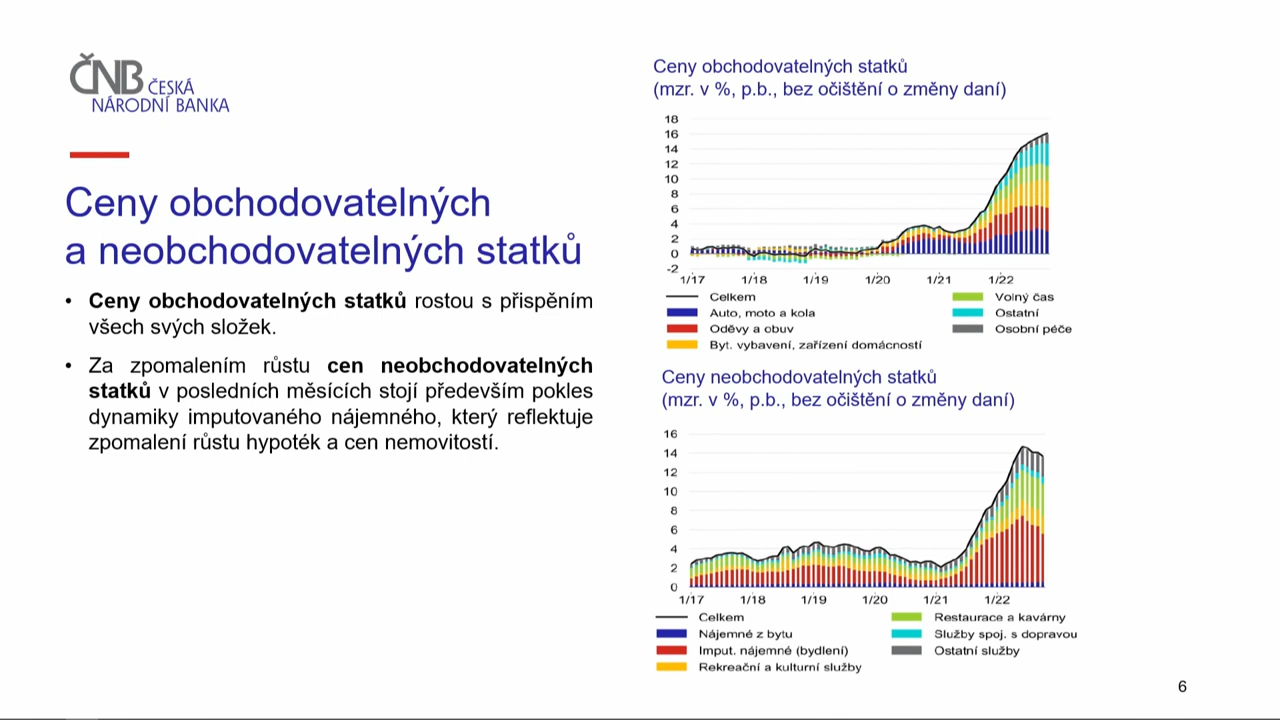 ČNB ČESKÁ
NÁRODNÍ BANKA
Ceny obchodovatelných
a neobchodovatelných statků
• Ceny obchodovatelných statků rostou s přispěním
všech svých složek.
• Za zpomalením růstu cen neobchodovatelných
statků v posledních měsících stojí především pokles
dynamiky imputovaného nájemného, který reflektuje
zpomalení růstu hypoték a cen nemovitostí.
Ceny obchodovatelných statků
(mzr. v %, p.b., bez očištění o změny daní)
18
16
14
12
10
8
6
4
2
0
-2
1/17 1/18 1/19 1/20 1/21 1/22
Celkem
Auto, moto a kola
Oděvy a obuv
Byt. vybavení, zařízení domácností
Volný čas
Ostatní
Osobní péče
Ceny neobchodovatelných statků
(mzr. v %, p.b., bez očištění o změny daní)
16
14
12
10
8
6
4
2
0
1/17 1/18 1/19 1/20 1/21 1/22
Celkem
Nájemné z bytu
Imput. nájemné (bydlení)
Rekreační a kulturní služby
Restaurace a kavárny
Služby spoj. s dopravou
Ostatní služby
6